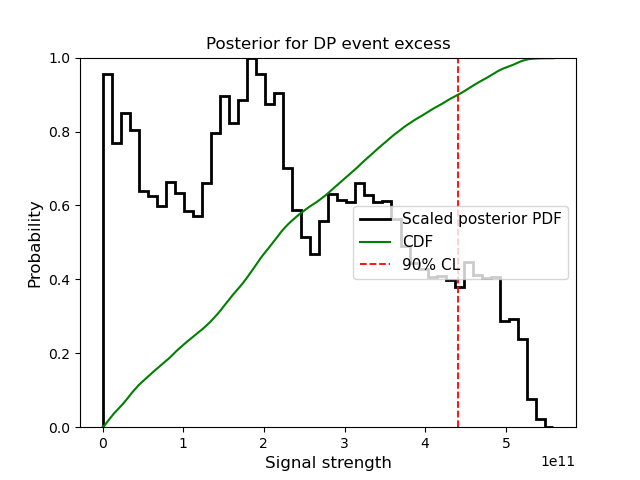 Posterior for DP event excess
Probability
1.0
0.8
0.6
0.4
0.2
0.0
Scaled posterior PDF
CDF
90% CL
0 1 2 3 4 5
1e11
Signal strength